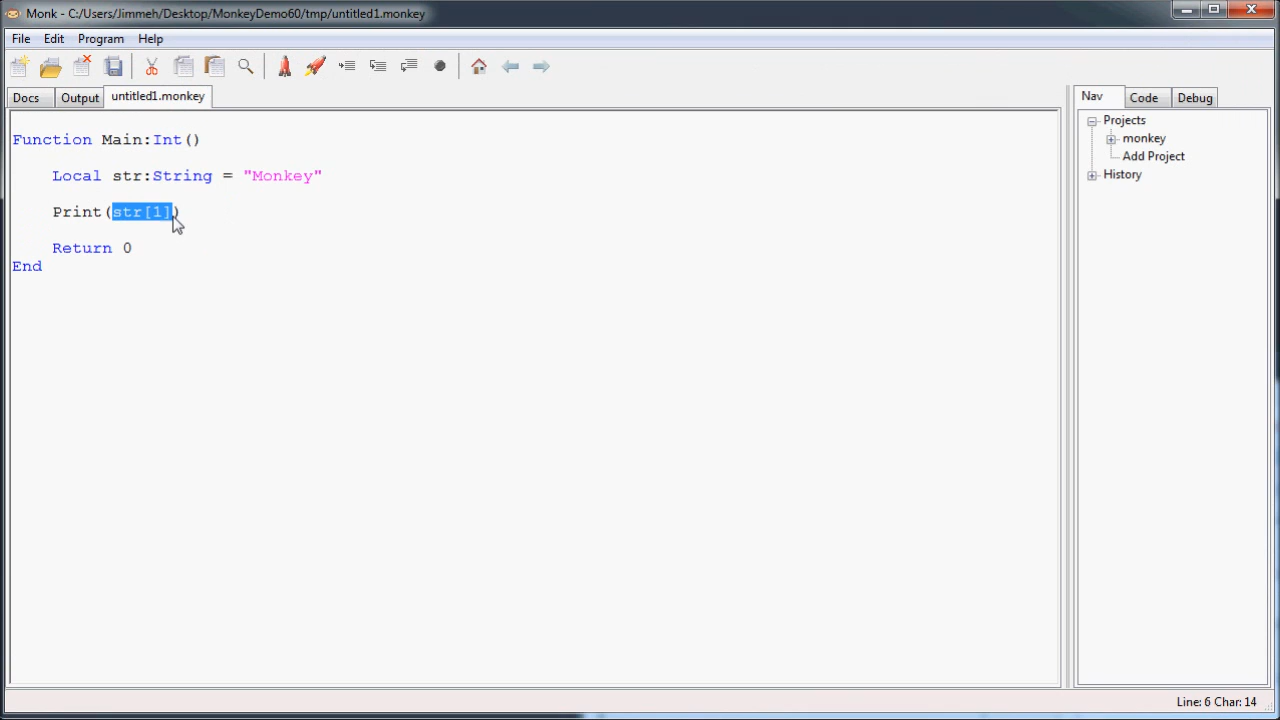 Monk - C:/Users/Jimmeh/Desktop/MonkeyDemo60/tmp/untitled1.monkey
File Edit Program Help
Docs Output untitled1.monkey
Nav Code Debug
Function Main:Int()
Local str:String = "Monkey"
Print(str[1])
Return 0
End
Projects
monkey
Add Project
History
Line:6 Char:14